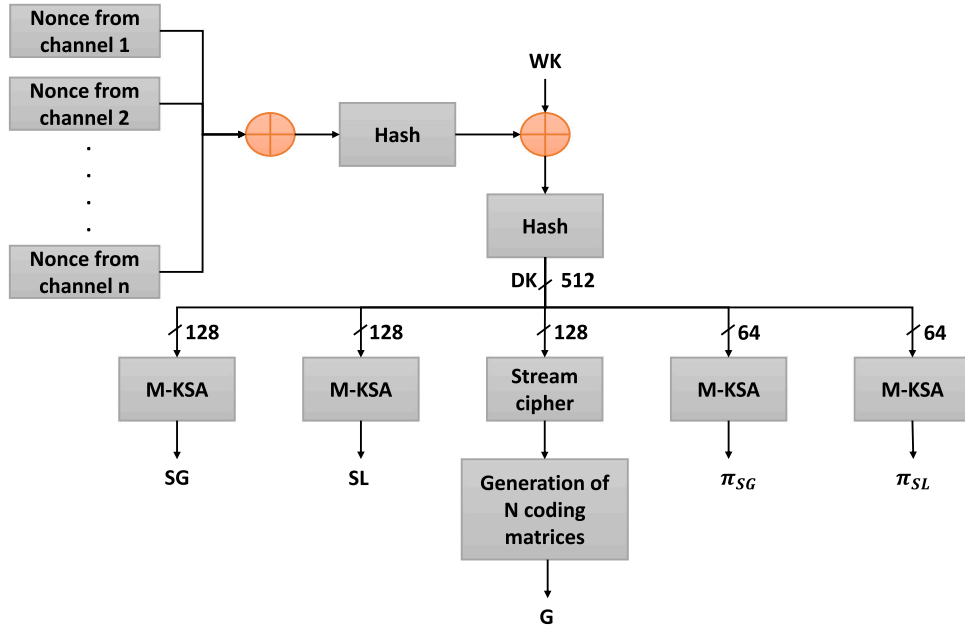 Nonce from
channel 1
Nonce from
channel 2
Nonce from
channel n
Hash
WK
Hash
DK
512
128
128
128
64
64
M-KSA
M-KSA
Stream
cipher
M-KSA
M-KSA
SG
SL
Generation of
N coding
matrices
π_SG
π_SL
G